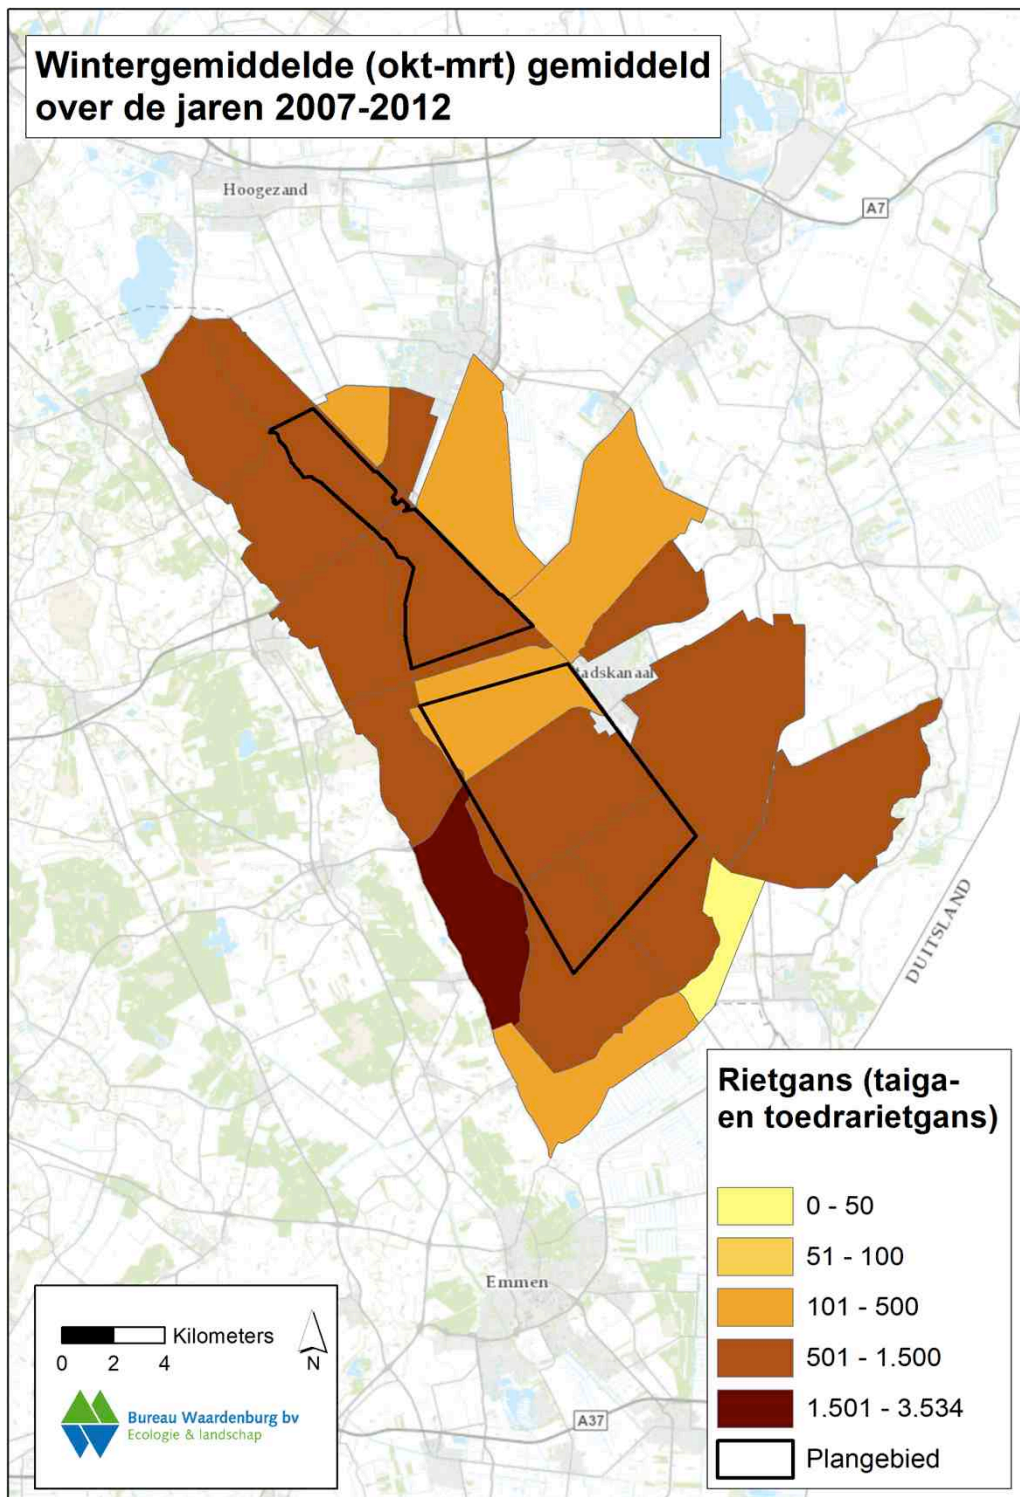 Wintergemiddelde (okt-mrt) gemiddeld
over de jaren 2007-2012
Hoogezand
A7
tadskanaal
DUITSLAND
Rietgans (taiga-
en toedrarietgans)
0 - 50
51 - 100
101 - 500
501 - 1.500
1.501 - 3.534
Plangebied
Emmen
A37
Kilometers
0 2 4
N
Bureau Waardenburg bv
Ecologie & landschap